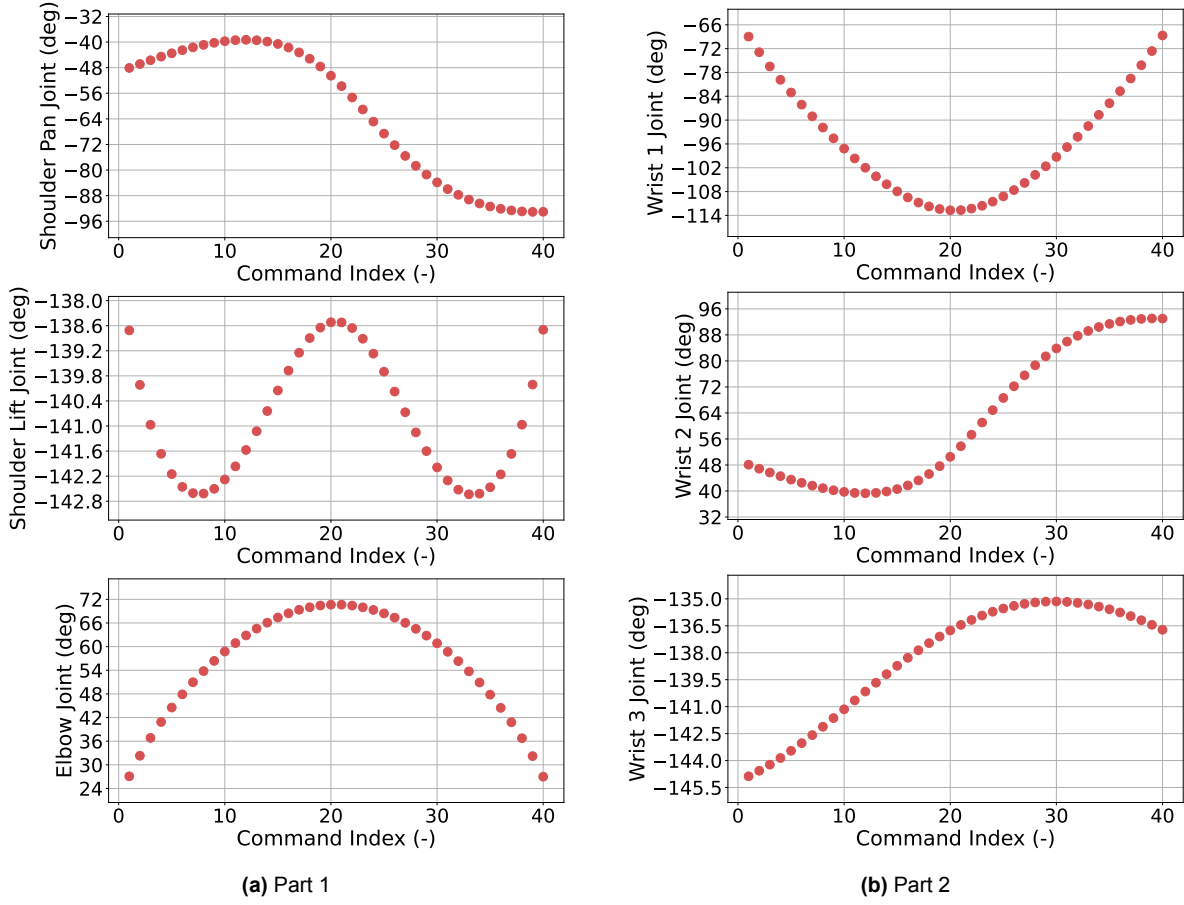 Shoulder Pan Joint (deg)
−32
−40
−48
−56
−64
−72
−80
−88
−96
0 10 20 30 40
Command Index (-)
Shoulder Lift Joint (deg)
−138.0
−138.6
−139.2
−139.8
−140.4
−141.0
−141.6
−142.2
−142.8
0 10 20 30 40
Command Index (-)
Elbow Joint (deg)
72
66
60
54
48
42
36
30
24
0 10 20 30 40
Command Index (-)
(a) Part 1
Wrist 1 Joint (deg)
−66
−72
−78
−84
−90
−96
−102
−108
−114
0 10 20 30 40
Command Index (-)
Wrist 2 Joint (deg)
96
88
80
72
64
56
48
40
32
0 10 20 30 40
Command Index (-)
Wrist 3 Joint (deg)
−135.0
−136.5
−138.0
−139.5
−141.0
−142.5
−144.0
−145.5
0 10 20 30 40
Command Index (-)
(b) Part 2